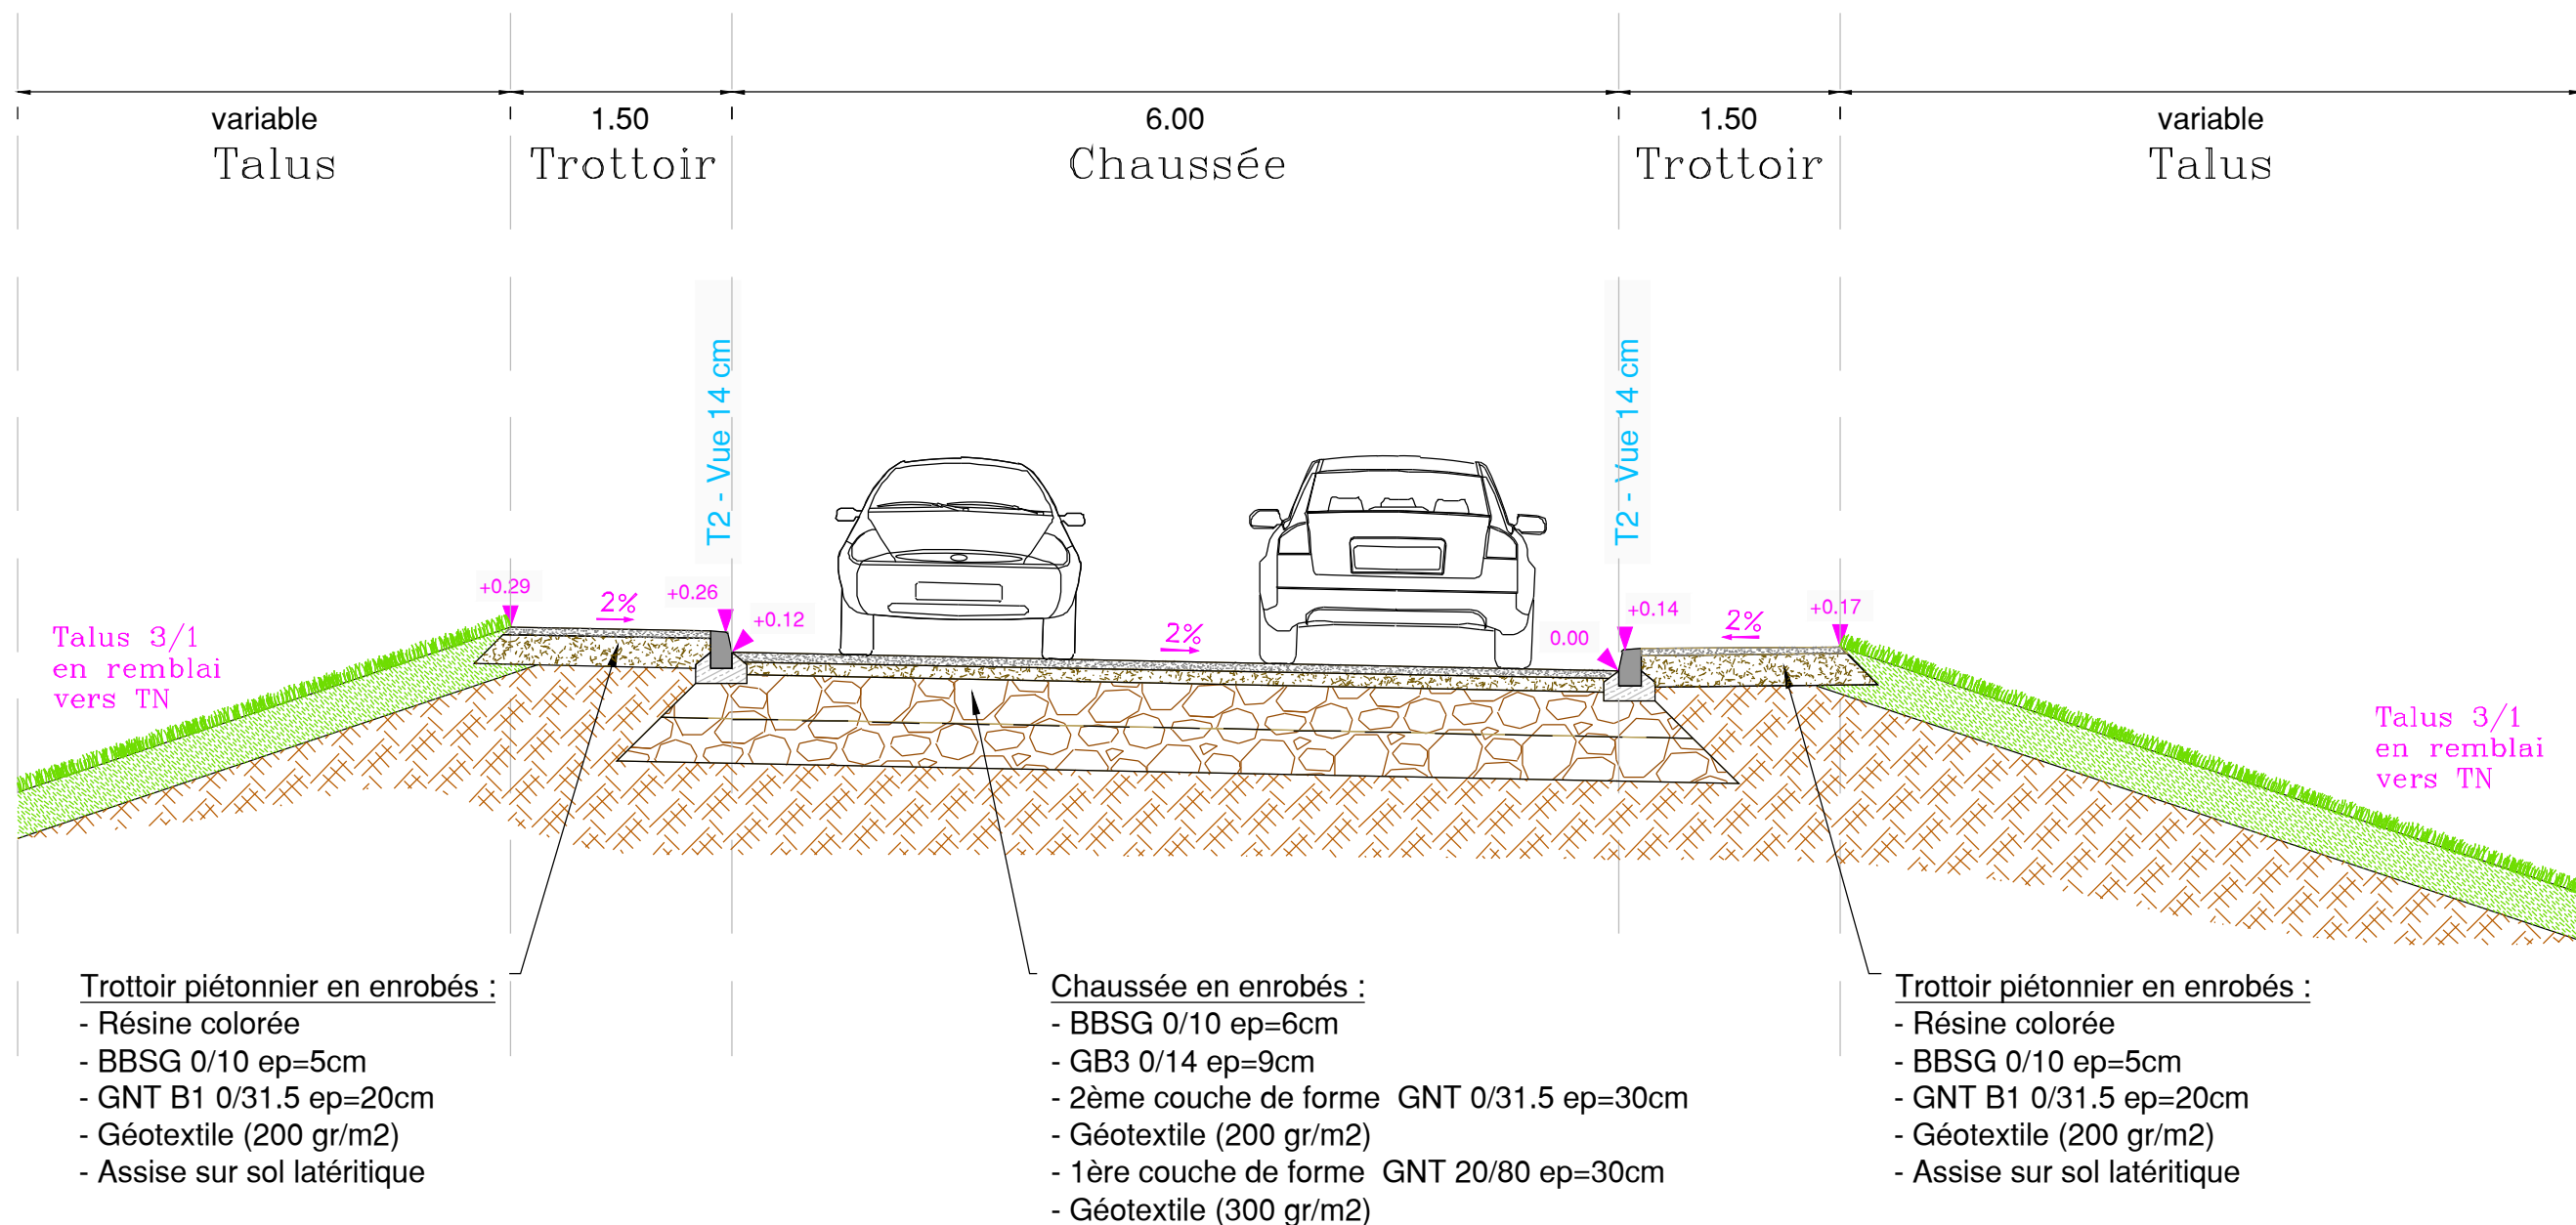 variable
Talus
1.50
Trottoir
6.00
Chaussée
1.50
Trottoir
variable
Talus
T2 - Vue 14 cm
T2 - Vue 14 cm
+0.29
2%
+0.26
+0.12
2%
0.00
+0.14
2%
+0.17
Talus 3/1
en remblai
vers TN
Talus 3/1
en remblai
vers TN
Trottoir piétonnier en enrobés :
- Résine colorée
- BBSG 0/10 ep=5cm
- GNT B1 0/31.5 ep=20cm
- Géotextile (200 gr/m2)
- Assise sur sol latéritique
Chaussée en enrobés :
- BBSG 0/10 ep=6cm
- GB3 0/14 ep=9cm
- 2ème couche de forme  GNT 0/31.5 ep=30cm
- Géotextile (200 gr/m2)
- 1ère couche de forme  GNT 20/80 ep=30cm
- Géotextile (300 gr/m2)
Trottoir piétonnier en enrobés :
- Résine colorée
- BBSG 0/10 ep=5cm
- GNT B1 0/31.5 ep=20cm
- Géotextile (200 gr/m2)
- Assise sur sol latéritique